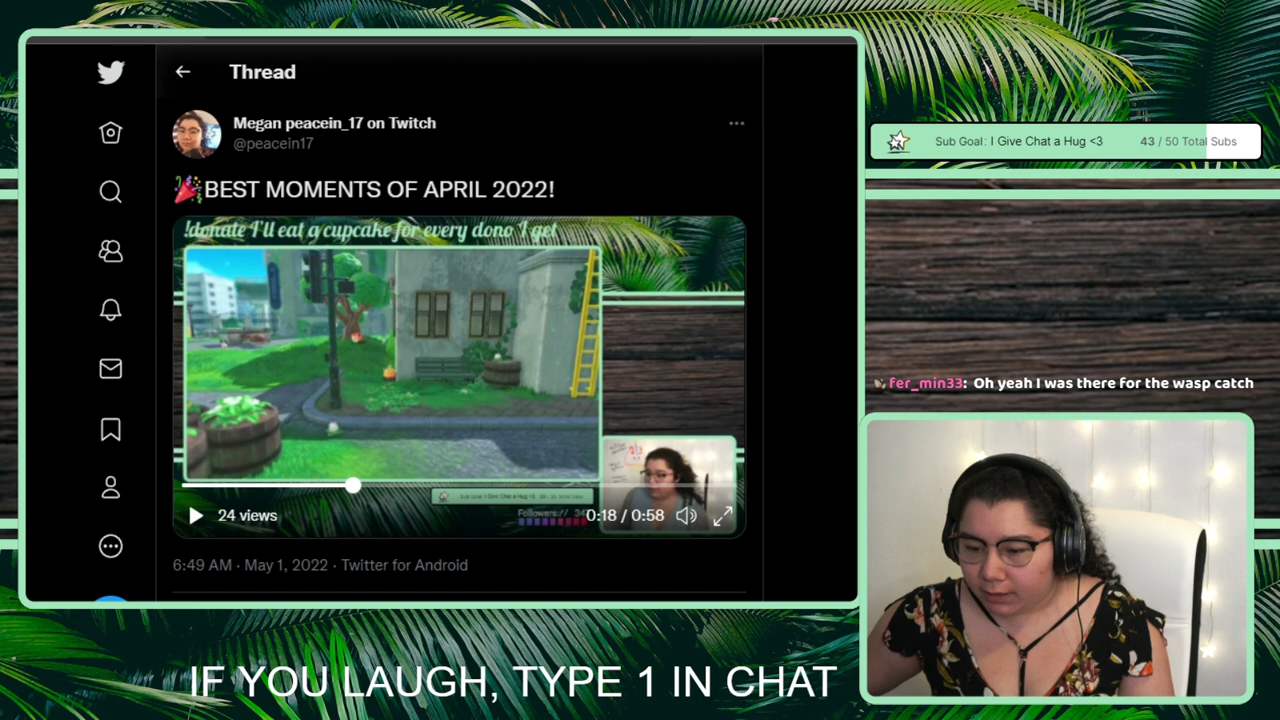 Thread
Megan peacein_17 on Twitch
@peacein17
BEST MOMENTS OF APRIL 2022!
!donate I'll eat a cupcake for every dono I get
24 views
0:18 / 0:58
6:49 AM · May 1, 2022 · Twitter for Android
Sub Goal: I Give Chat a Hug <3 43 / 50 Total Subs
fer_min33: Oh yeah I was there for the wasp catch
IF YOU LAUGH, TYPE 1 IN CHAT